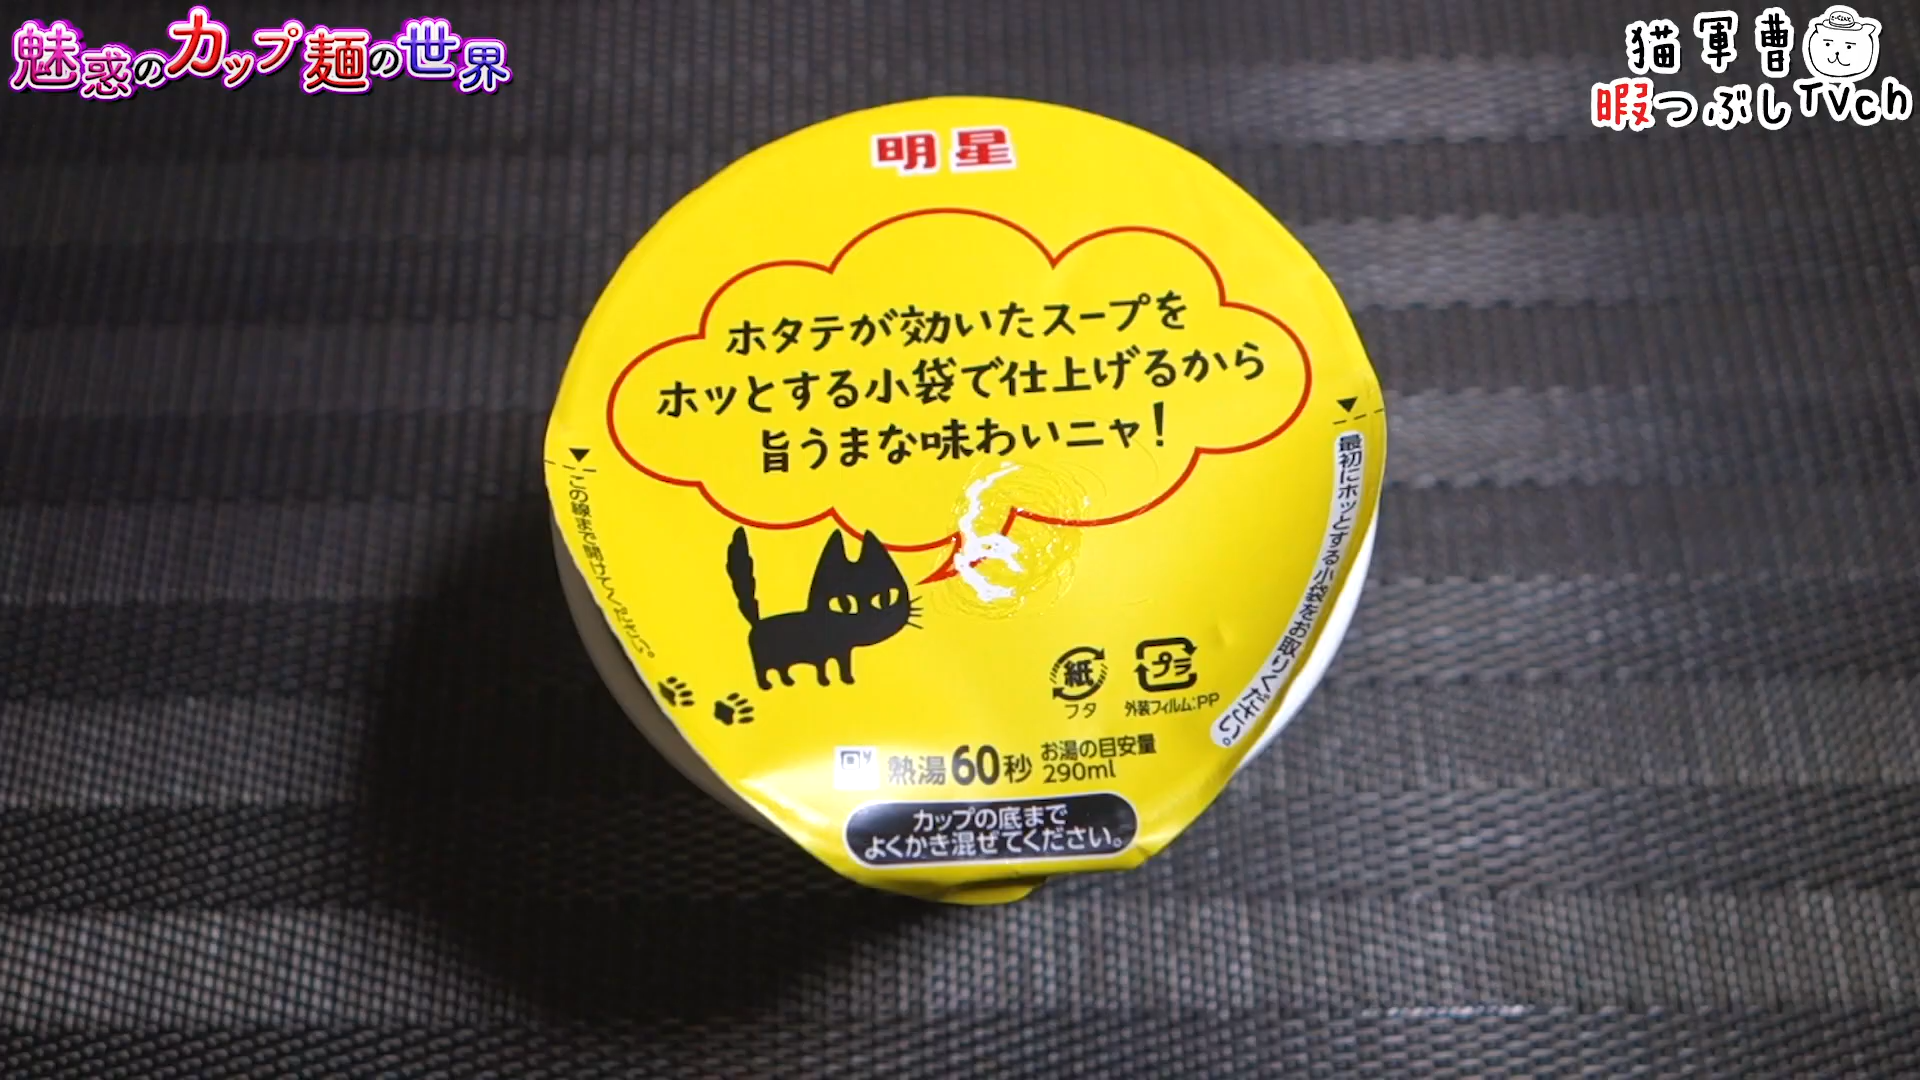 魅惑のカップ麺の世界
猫軍曹
暇つぶしTVch
明星
ホタテが効いたスープを
ホッとする小袋で仕上げるから
旨うまな味わいニャ!
この線まで開けてください。
最初にホッとする小袋をお取りください。
紙
フタ
プラ
外装フィルム:PP
熱湯60秒
お湯の目安量
290ml
カップの底まで
よくかき混ぜてください。